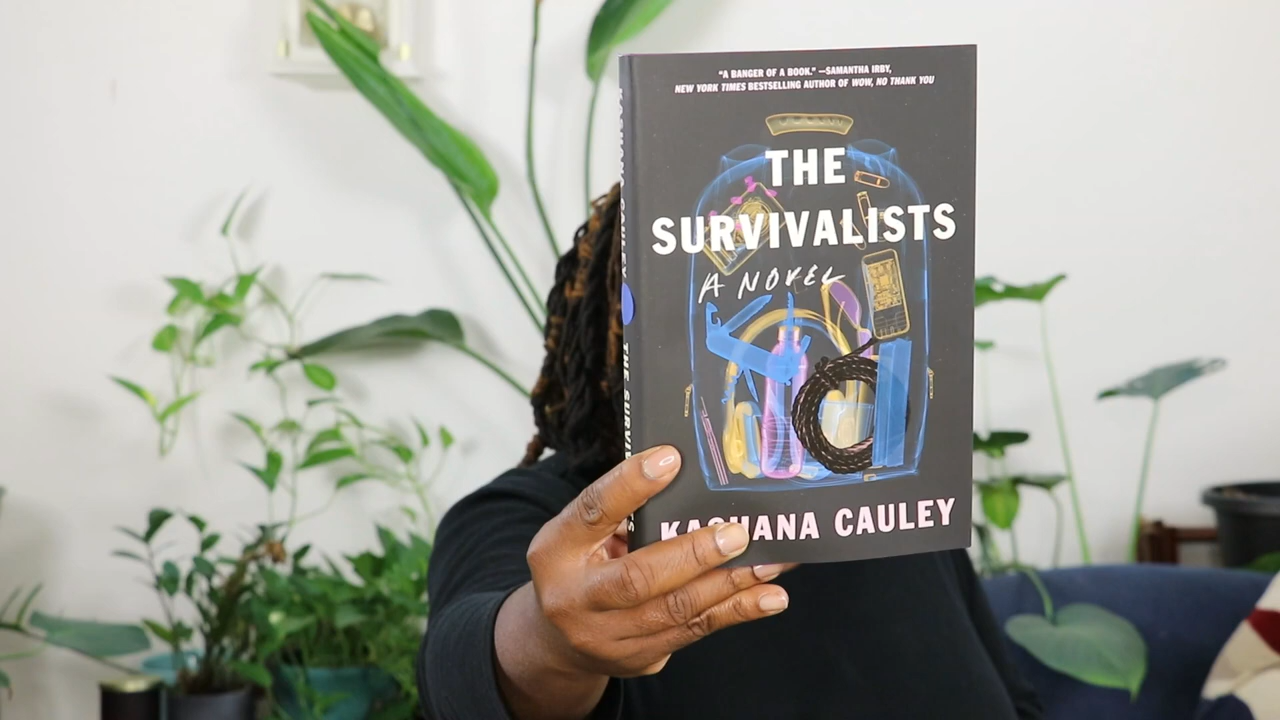 "A BANGER OF A BOOK." —SAMANTHA IRBY,
NEW YORK TIMES BESTSELLING AUTHOR OF WOW, NO THANK YOU
THE
SURVIVALISTS
A NOVEL
KASHANA CAULEY
KASHANA CAULEY THE SURVIVALISTS